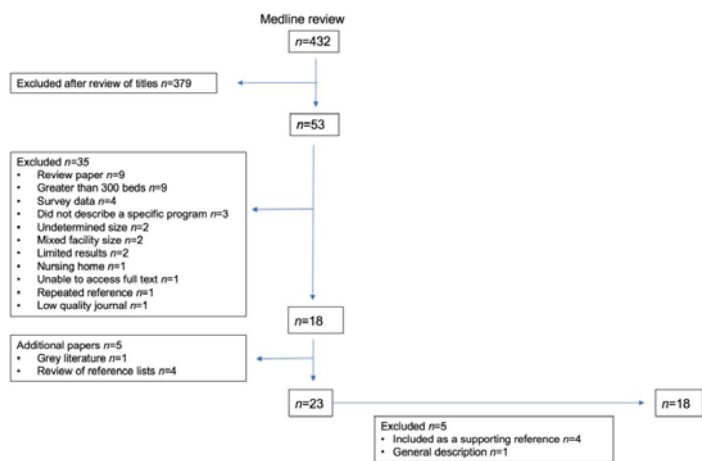 Medline review
n=432
Excluded after review of titles n=379
n=53
Excluded n=35
• Review paper n=9
• Greater than 300 beds n=9
• Survey data n=4
• Did not describe a specific program n=3
• Undetermined size n=2
• Mixed facility size n=2
• Limited results n=2
• Nursing home n=1
• Unable to access full text n=1
• Repeated reference n=1
• Low quality journal n=1
n=18
Additional papers n=5
• Grey literature n=1
• Review of reference lists n=4
n=23
n=18
Excluded n=5
• Included as a supporting reference n=4
• General description n=1